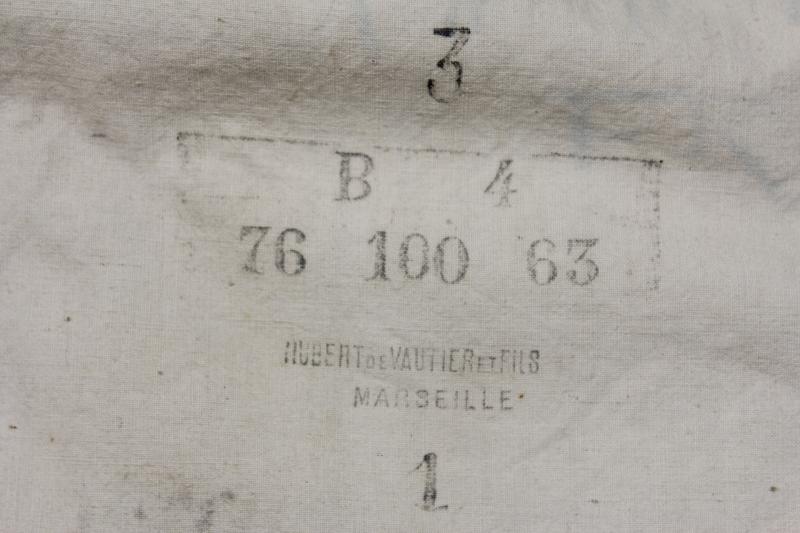 3
B 4
76 100 63
HUBERT DE VAUTIER ET FILS
MARSEILLE
1